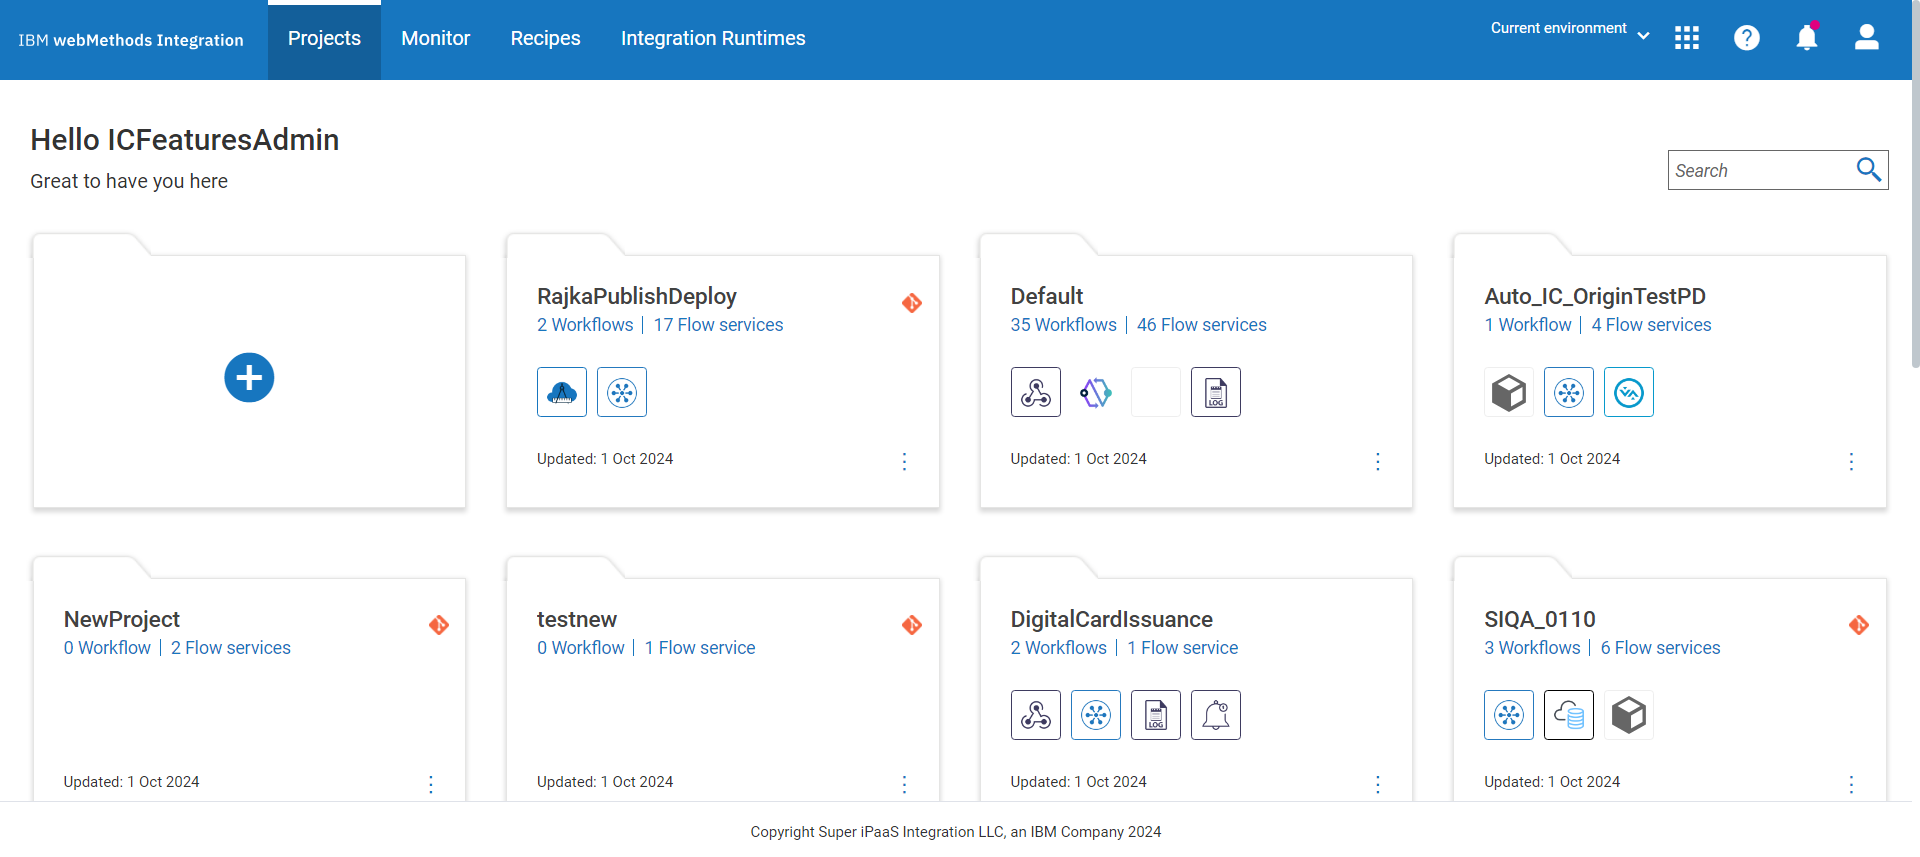 IBM webMethods Integration
Projects
Monitor
Recipes
Integration Runtimes
Current environment
?
Hello ICFeaturesAdmin
Great to have you here
Search
RajkaPublishDeploy
2 Workflows | 17 Flow services
Updated: 1 Oct 2024
Default
35 Workflows | 46 Flow services
LOG
Updated: 1 Oct 2024
Auto_IC_OriginTestPD
1 Workflow | 4 Flow services
Updated: 1 Oct 2024
NewProject
0 Workflow | 2 Flow services
Updated: 1 Oct 2024
testnew
0 Workflow | 1 Flow service
Updated: 1 Oct 2024
DigitalCardIssuance
2 Workflows | 1 Flow service
LOG
Updated: 1 Oct 2024
SIQA_0110
3 Workflows | 6 Flow services
Updated: 1 Oct 2024
Copyright Super iPaaS Integration LLC, an IBM Company 2024